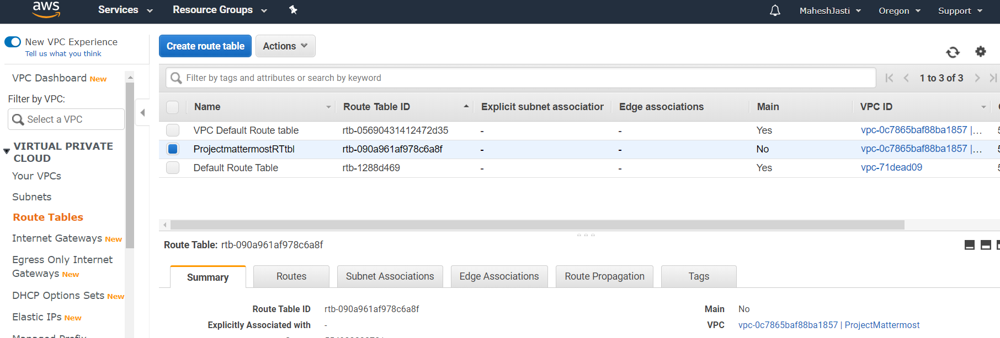 aws Services Resource Groups MaheshJasti Oregon Support
New VPC Experience
Tell us what you think
Create route table Actions
VPC Dashboard New
Filter by VPC:
Select a VPC
VIRTUAL PRIVATE
CLOUD
Your VPCs
Subnets
Route Tables
Internet Gateways New
Egress Only Internet
Gateways New
DHCP Options Sets New
Elastic IPs New
Filter by tags and attributes or search by keyword
1 to 3 of 3
Name Route Table ID Explicit subnet association Edge associations Main VPC ID
VPC Default Route table rtb-05690431412472d35 - - Yes vpc-0c7865baf88ba1857 |...
ProjectmattermostRTtbl rtb-090a961af978c6a8f - - No vpc-0c7865baf88ba1857 |...
Default Route Table rtb-1288d469 - - Yes vpc-71dead09
Route Table: rtb-090a961af978c6a8f
Summary Routes Subnet Associations Edge Associations Route Propagation Tags
Route Table ID rtb-090a961af978c6a8f Main No
Explicitly Associated with - VPC vpc-0c7865baf88ba1857 | ProjectMattermost